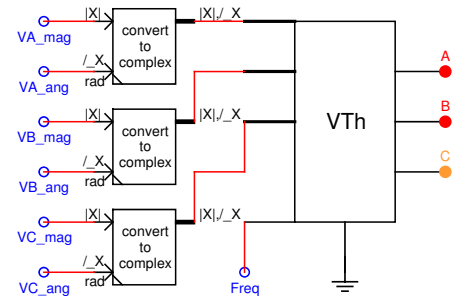 |X| convert to complex |X|,/_X
VA_mag
/_X
VA_ang rad
A
|X| convert to complex |X|,/_X
VB_mag
VTh
B
/_X
VB_ang rad
C
|X| convert to complex |X|,/_X
VC_mag
/_X
VC_ang rad
Freq